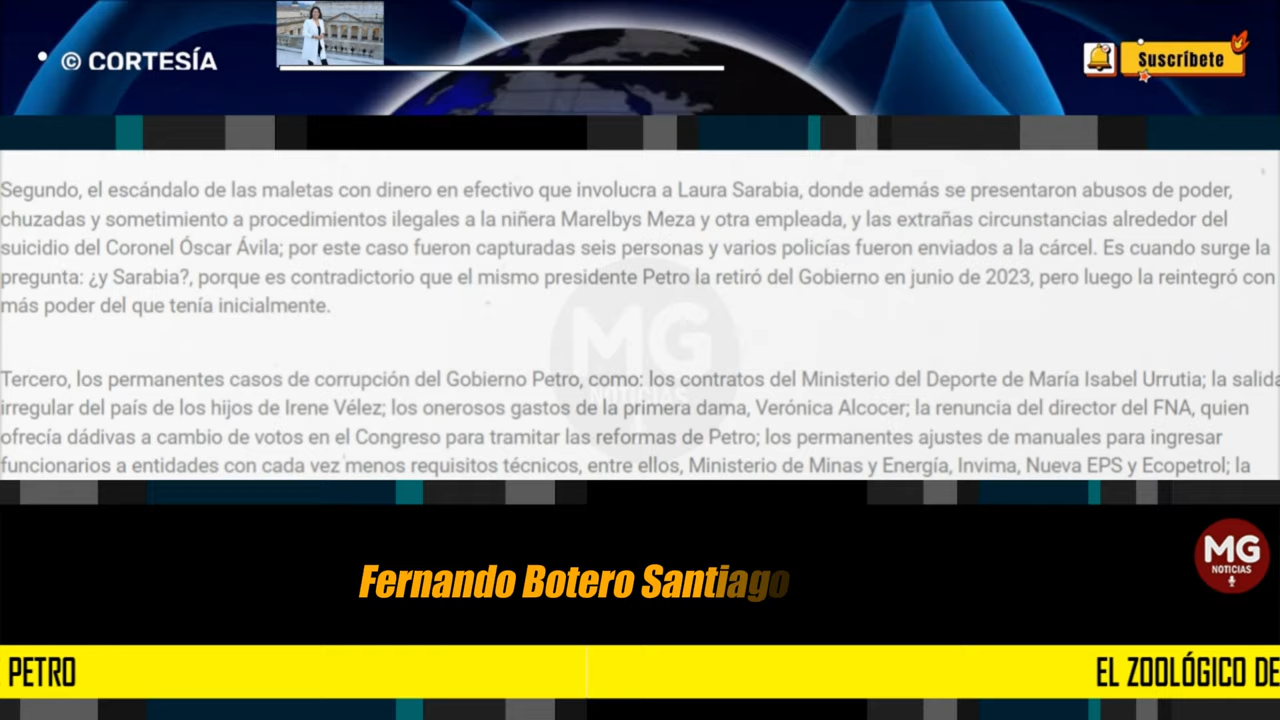 © CORTESÍA
Suscríbete
Segundo, el escándalo de las maletas con dinero en efectivo que involucra a Laura Sarabia, donde además se presentaron abusos de poder,
chuzadas y sometimiento a procedimientos ilegales a la niñera Marelbys Meza y otra empleada, y las extrañas circunstancias alrededor del
suicidio del Coronel Óscar Ávila; por este caso fueron capturadas seis personas y varios policías fueron enviados a la cárcel. Es cuando surge la
pregunta: ¿y Sarabia?, porque es contradictorio que el mismo presidente Petro la retiró del Gobierno en junio de 2023, pero luego la reintegró con
más poder del que tenía inicialmente.
Tercero, los permanentes casos de corrupción del Gobierno Petro, como: los contratos del Ministerio del Deporte de María Isabel Urrutia; la salida
irregular del país de los hijos de Irene Vélez; los onerosos gastos de la primera dama, Verónica Alcocer; la renuncia del director del FNA, quien
ofrecía dádivas a cambio de votos en el Congreso para tramitar las reformas de Petro; los permanentes ajustes de manuales para ingresar
funcionarios a entidades con cada vez menos requisitos técnicos, entre ellos, Ministerio de Minas y Energía, Invima, Nueva EPS y Ecopetrol; la
MG
NOTICIAS
Fernando Botero Santiago
MG
NOTICIAS
PETRO
EL ZOOLÓGICO DE